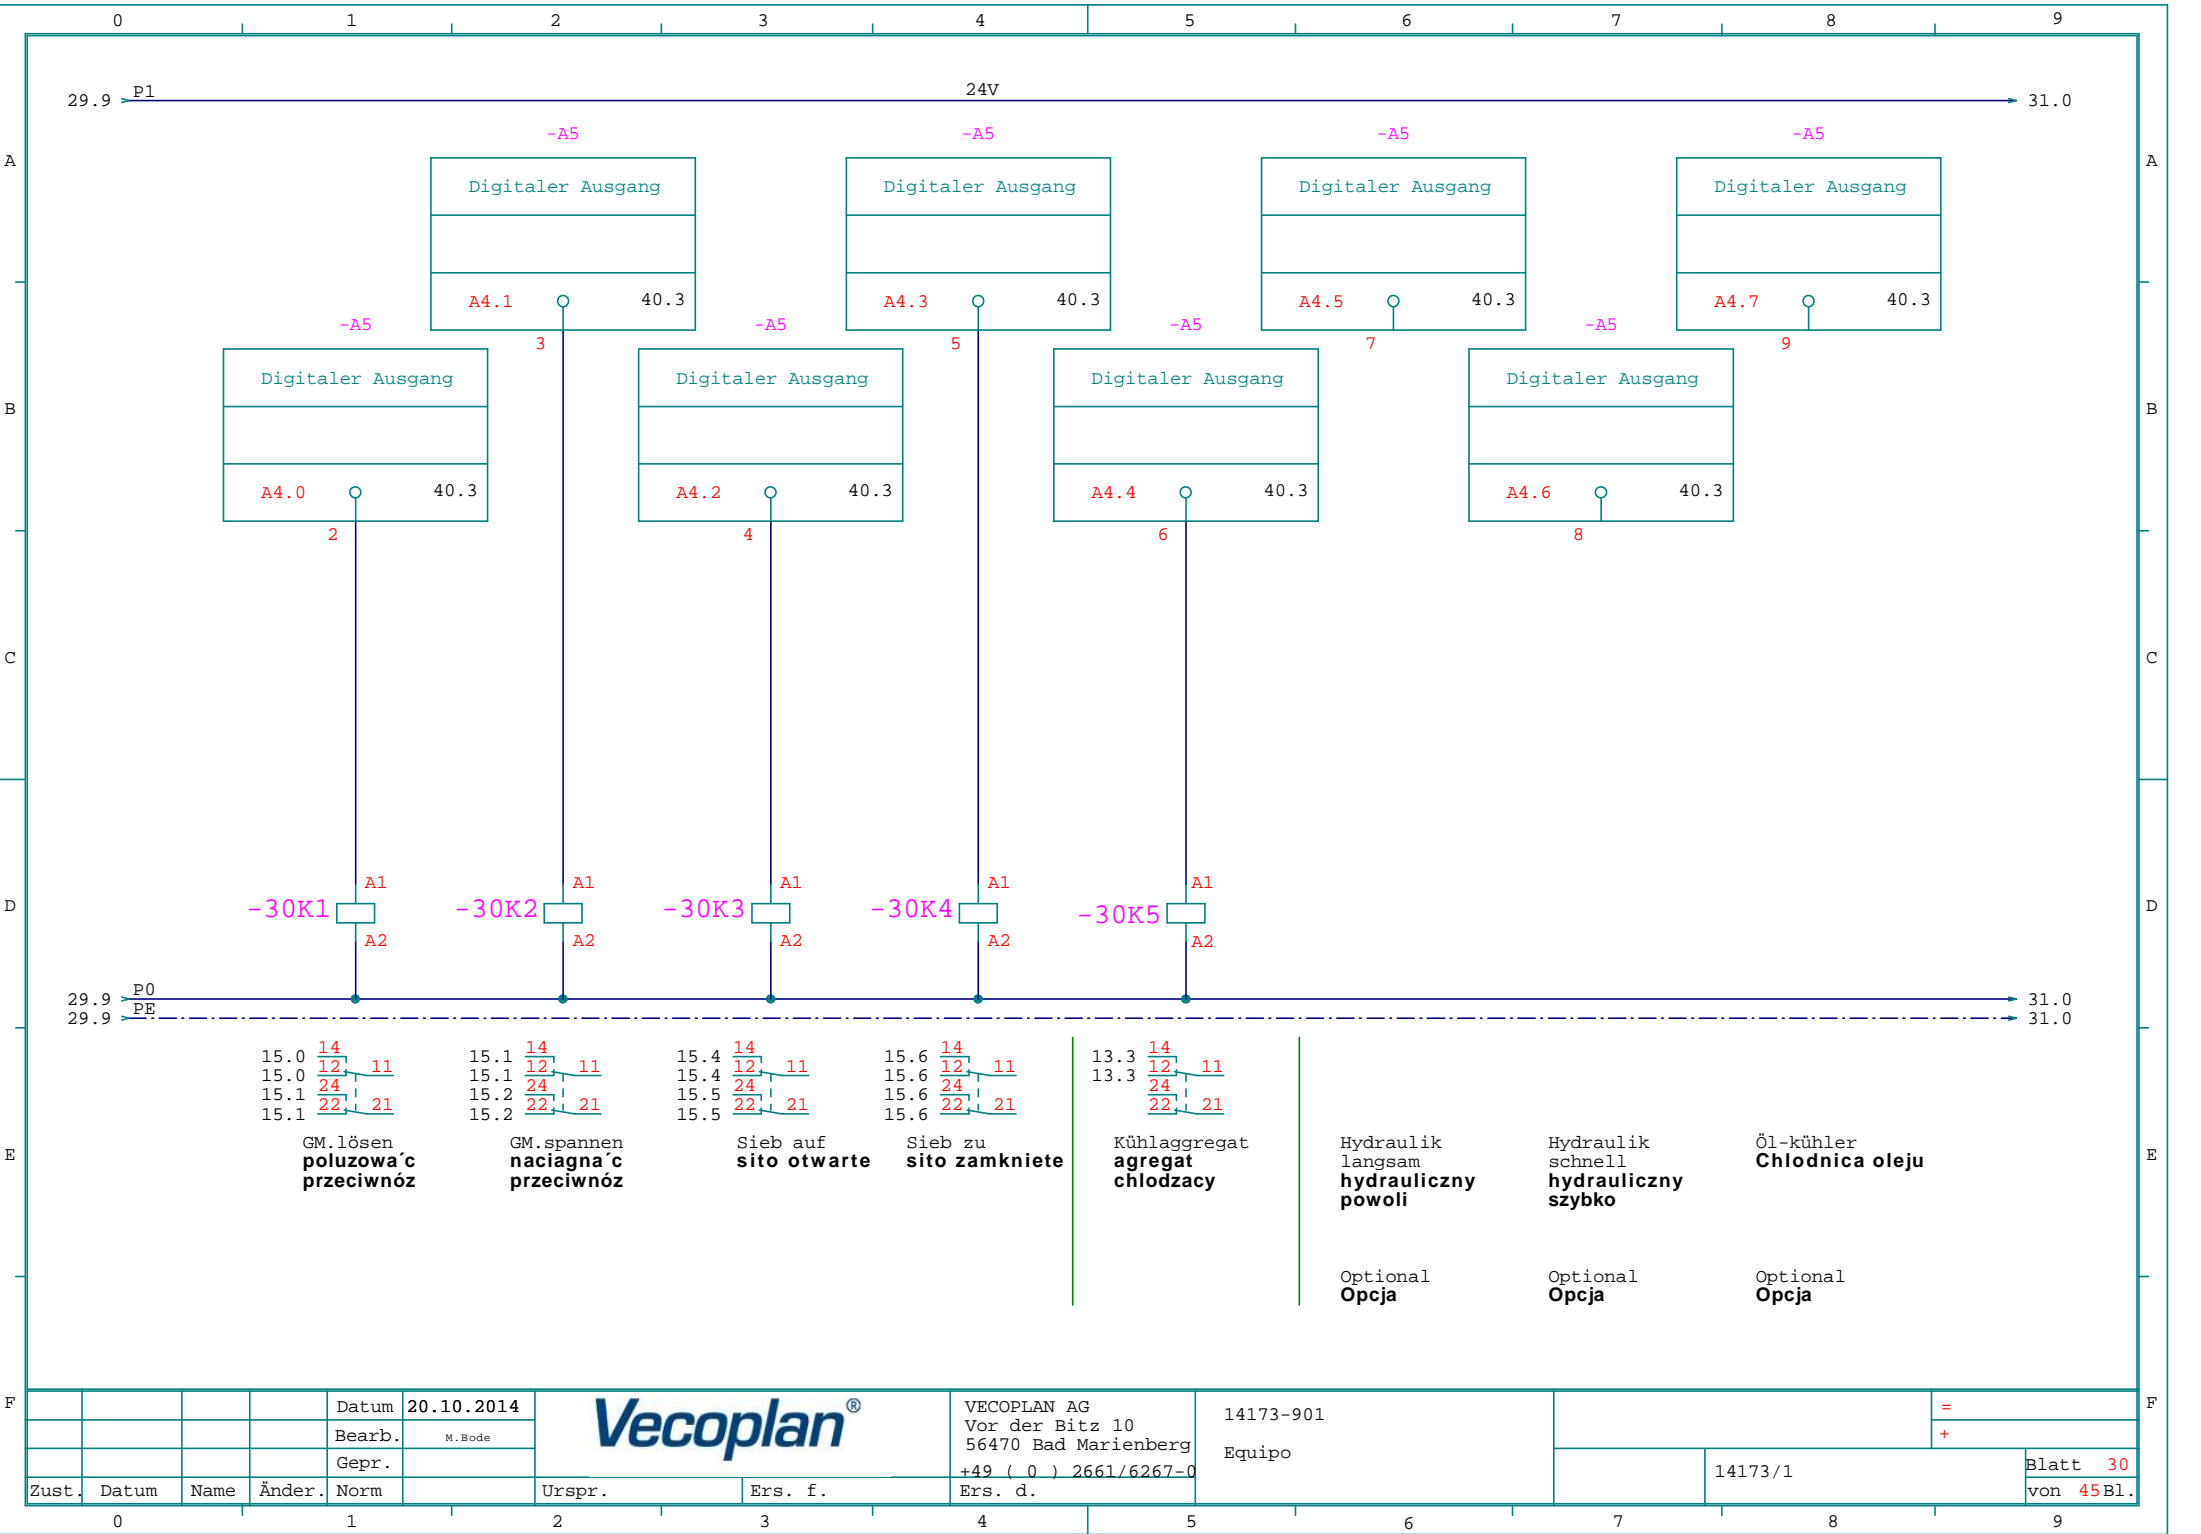 0 1 2 3 4 5 6 7 8 9
29.9 P1 24V 31.0
-A5 -A5 -A5 -A5
A A
Digitaler Ausgang Digitaler Ausgang Digitaler Ausgang Digitaler Ausgang
A4.1 40.3 A4.3 40.3 A4.5 40.3 A4.7 40.3
-A5 -A5 -A5 -A5
3 5 7 9
Digitaler Ausgang Digitaler Ausgang Digitaler Ausgang Digitaler Ausgang
B B
A4.0 40.3 A4.2 40.3 A4.4 40.3 A4.6 40.3
2 4 6 8
C C
A1 A1 A1 A1 A1
D -30K1 -30K2 -30K3 -30K4 -30K5 D
A2 A2 A2 A2 A2
29.9 P0 31.0
29.9 PE 31.0
14 14 14 14 14
15.0 15.1 15.4 15.6 13.3
12 11 12 11 12 11 12 11 12 11
15.0 15.1 15.4 15.6 13.3
24 24 24 24 24
15.1 15.2 15.5 15.6
22 21 22 21 22 21 22 21 22 21
15.1 15.2 15.5 15.6
E E
GM.lösen
poluzowa´c
przeciwnóz
GM.spannen
naciagna´c
przeciwnóz
Sieb auf
sito otwarte
Sieb zu
sito zamkniete
Kühlaggregat
agregat
chlodzacy
Hydraulik
langsam
hydrauliczny
powoli
Hydraulik
schnell
hydrauliczny
szybko
Öl-kühler
Chlodnica oleju
Optional
Opcja
Optional
Opcja
Optional
Opcja
F F
Datum 20.10.2014
Bearb. M.Bode
Gepr.
Zust. Datum Name Änder. Norm
Vecoplan®
Urspr. Ers. f. Ers. d.
VECOPLAN AG
Vor der Bitz 10
56470 Bad Marienberg
+49 ( 0 ) 2661/6267-0
14173-901
Equipo
14173/1
=
+
Blatt 30
von 45 Bl.
0 1 2 3 4 5 6 7 8 9